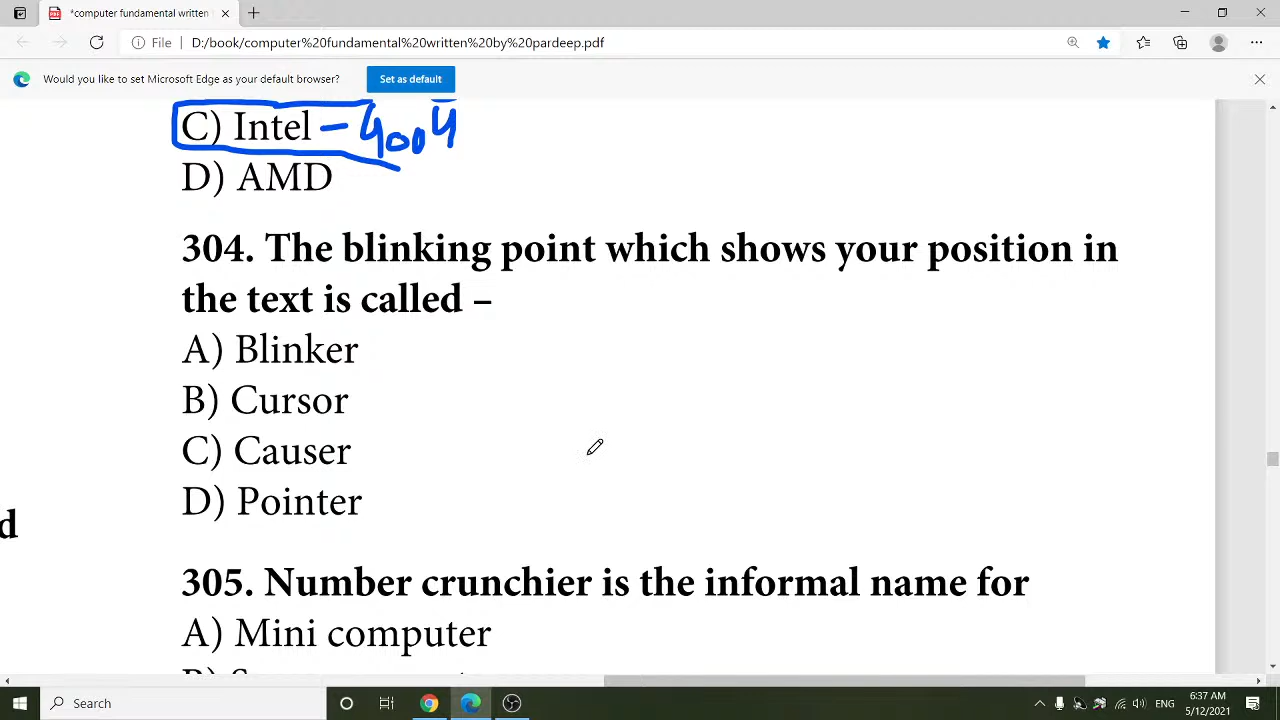 *computer fundamental written
File D:/book/computer%20fundamental%20written%20by%20pardeep.pdf
Would you like to set Microsoft Edge as your default browser? Set as default
C) Intel - 4004
D) AMD
304. The blinking point which shows your position in
the text is called –
A) Blinker
B) Cursor
C) Causer
D) Pointer
d
305. Number crunchier is the informal name for
A) Mini computer
Search
ENG
6:37 AM
5/12/2021